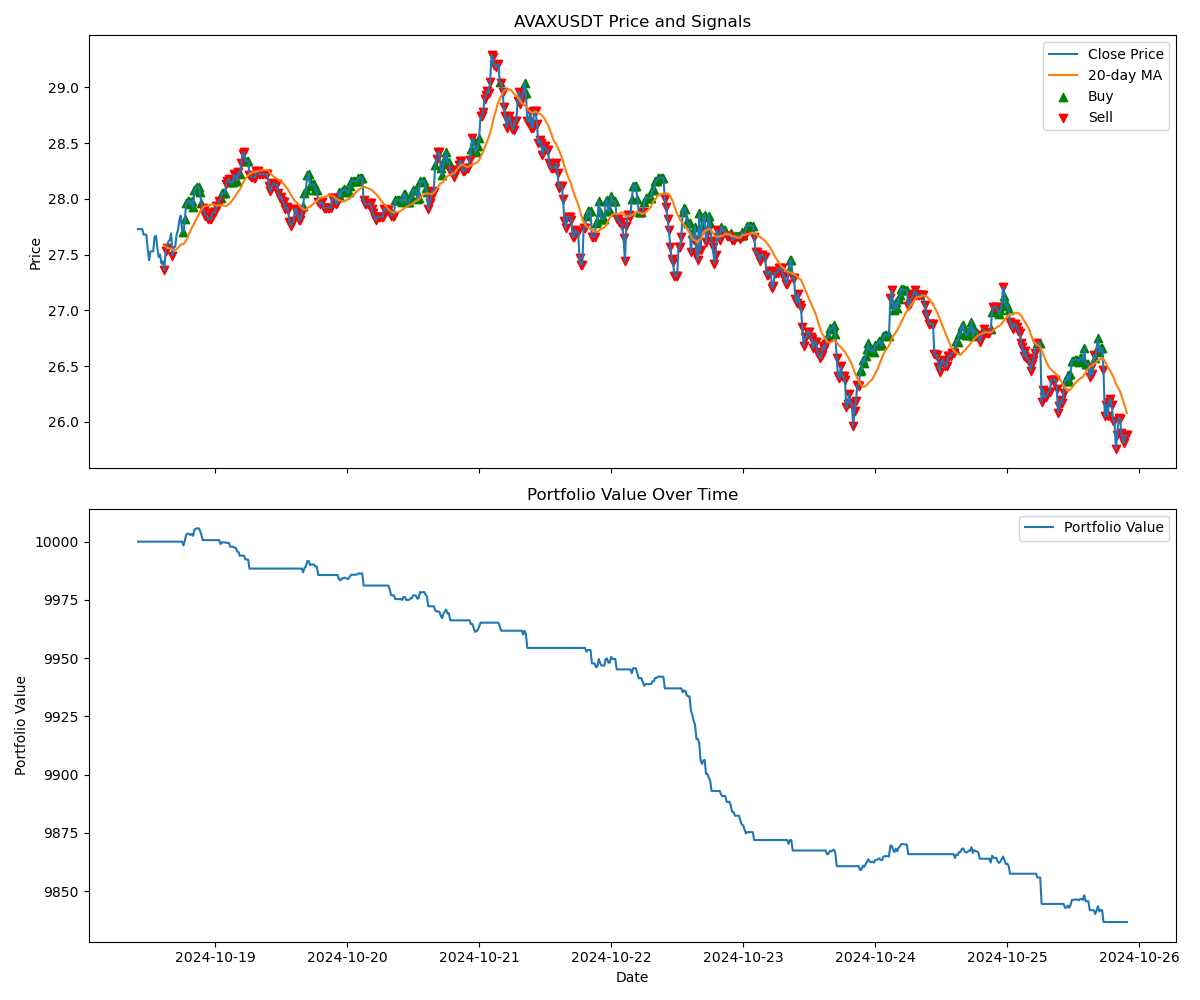 AVAXUSDT Price and Signals
Price
29.0
28.5
28.0
27.5
27.0
26.5
26.0
Close Price
20-day MA
Buy
Sell
Portfolio Value Over Time
Portfolio Value
10000
9975
9950
9925
9900
9875
9850
Portfolio Value
2024-10-19 2024-10-20 2024-10-21 2024-10-22 2024-10-23 2024-10-24 2024-10-25 2024-10-26
Date